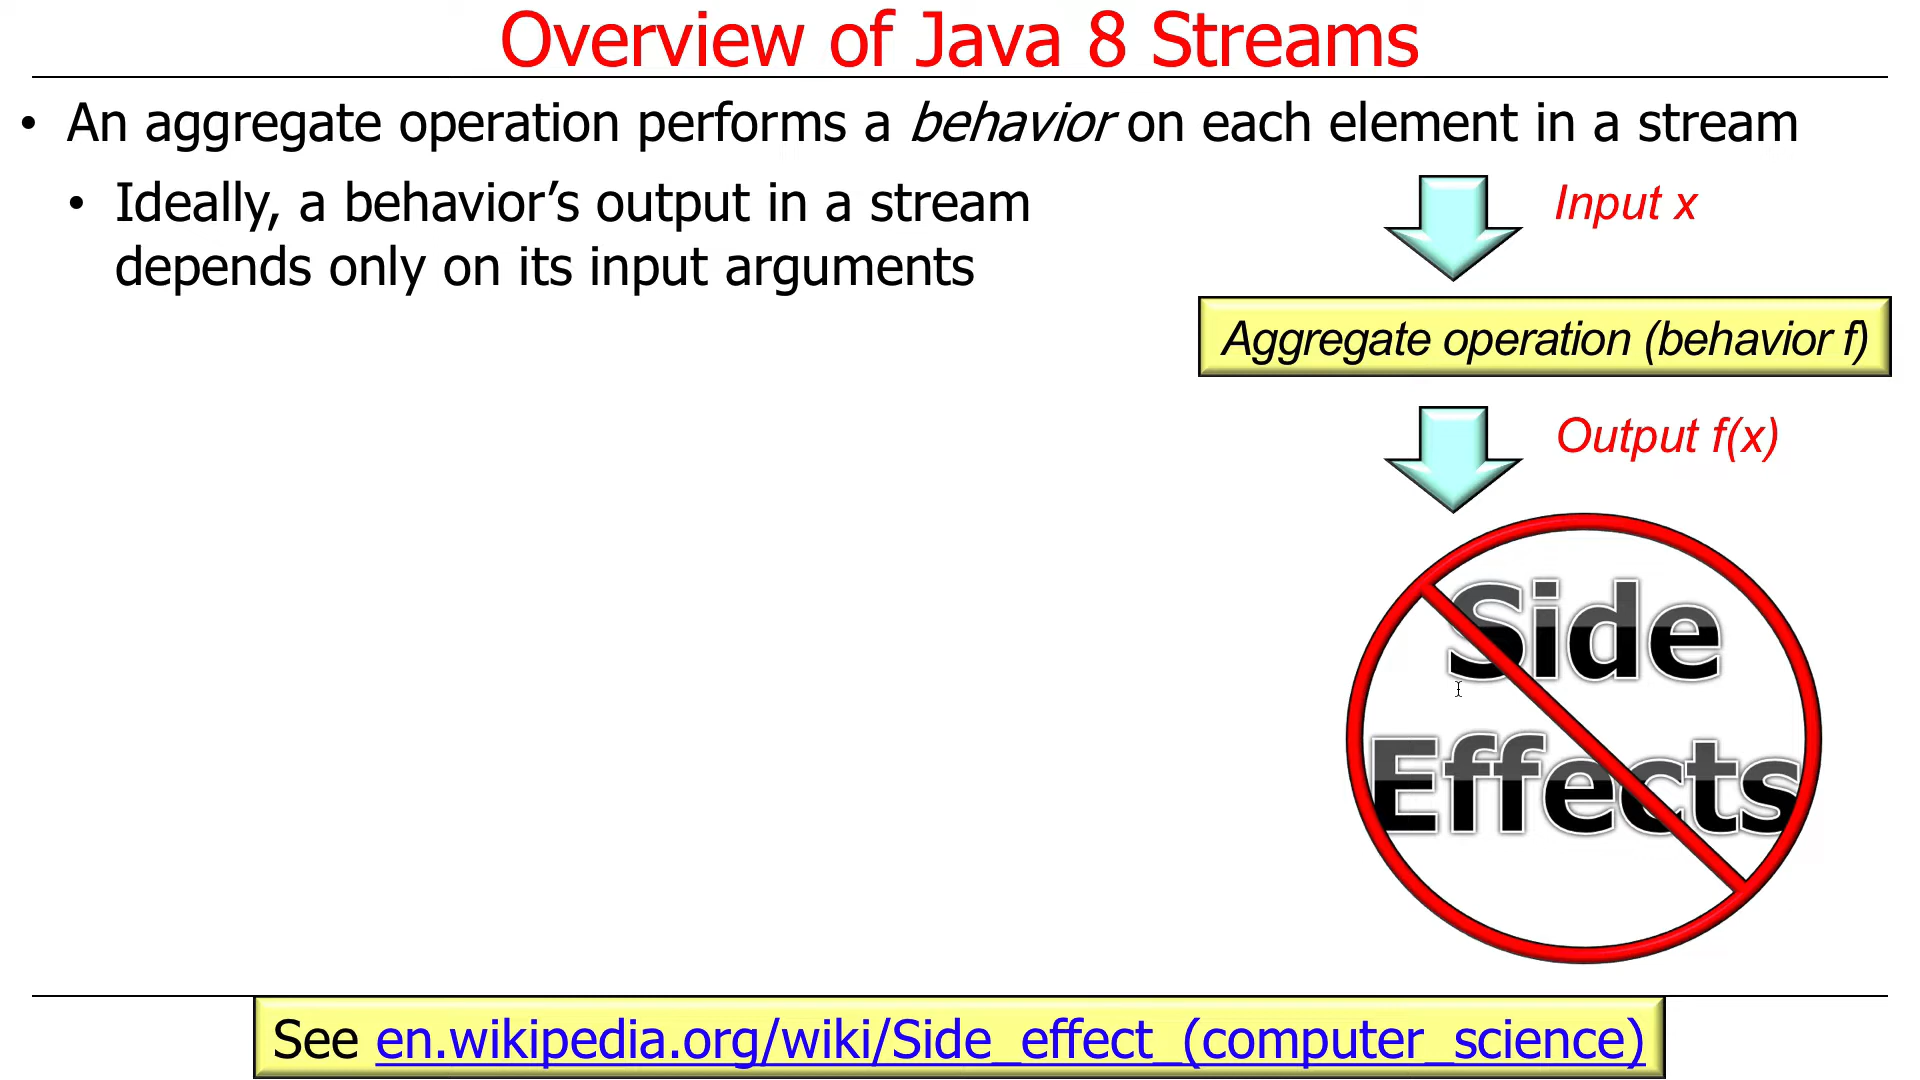 Overview of Java 8 Streams
• An aggregate operation performs a behavior on each element in a stream
• Ideally, a behavior’s output in a stream
depends only on its input arguments
Input x
Aggregate operation (behavior f)
Output f(x)
Side
Effects
See en.wikipedia.org/wiki/Side_effect_(computer_science)